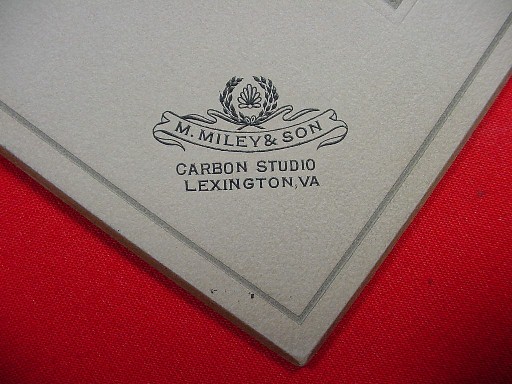 M. MILEY & SON
CARBON STUDIO
LEXINGTON, VA